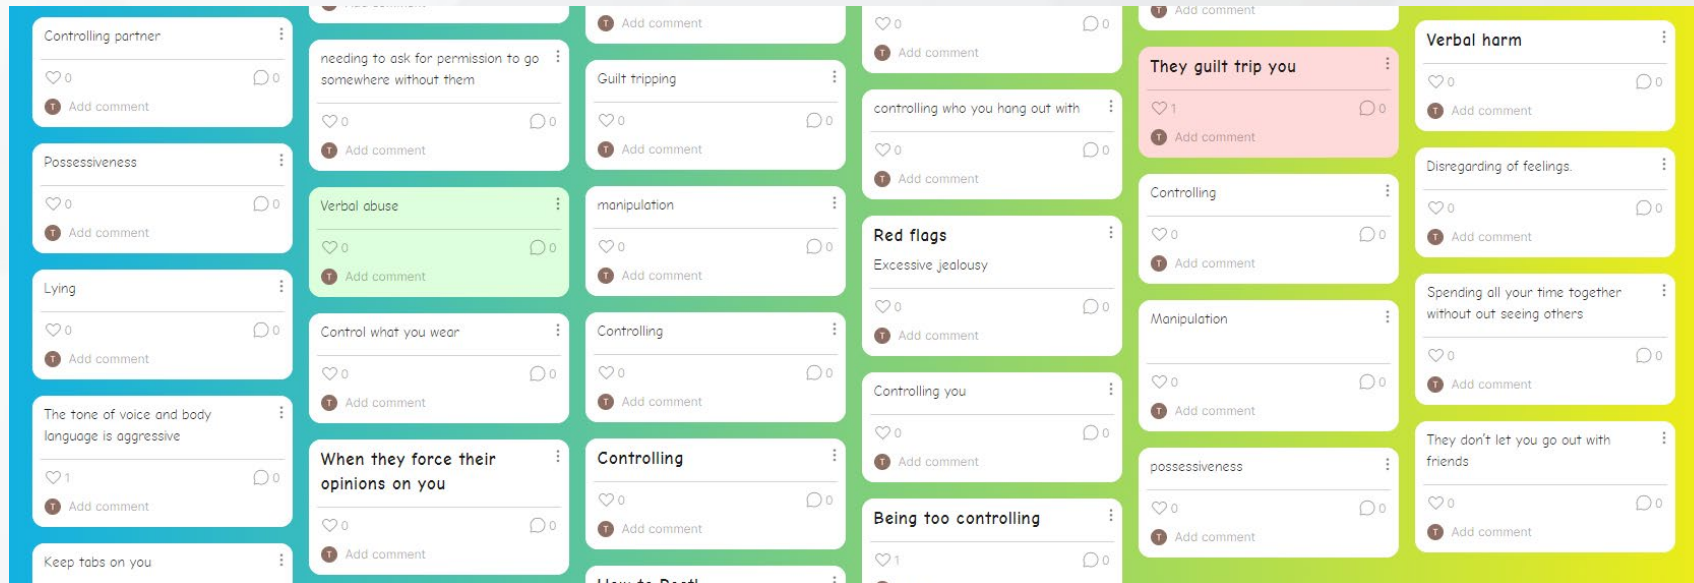 Controlling partner
0 0
T Add comment
Possessiveness
0 0
T Add comment
Lying
0 0
T Add comment
The tone of voice and body
language is aggressive
1 0
T Add comment
Keep tabs on you
Add comment
needing to ask for permission to go
somewhere without them
0 0
T Add comment
Verbal abuse
0 0
T Add comment
Control what you wear
0 0
T Add comment
When they force their
opinions on you
0 0
T Add comment
T Add comment
Guilt tripping
0 0
T Add comment
manipulation
0 0
T Add comment
Controlling
0 0
T Add comment
Controlling
0 0
T Add comment
0 0
T Add comment
controlling who you hang out with
0 0
T Add comment
Red flags
Excessive jealousy
0 0
T Add comment
Controlling you
0 0
T Add comment
Being too controlling
1 0
T Add comment
They guilt trip you
1 0
T Add comment
Controlling
0 0
T Add comment
Manipulation
0 0
T Add comment
possessiveness
0 0
T Add comment
Verbal harm
0 0
T Add comment
Disregarding of feelings.
0 0
T Add comment
Spending all your time together
without out seeing others
0 0
T Add comment
They don't let you go out with
friends
0 0
T Add comment